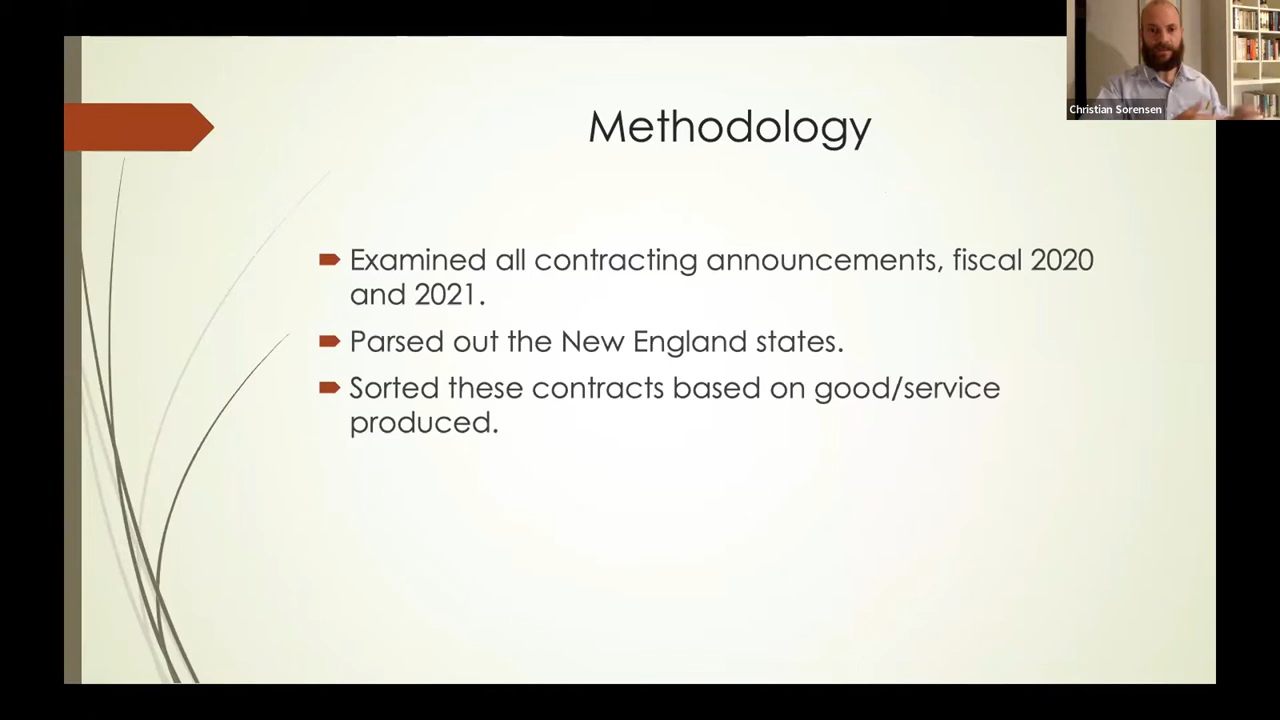 Christian Sorensen
Methodology
Examined all contracting announcements, fiscal 2020
and 2021.
Parsed out the New England states.
Sorted these contracts based on good/service
produced.